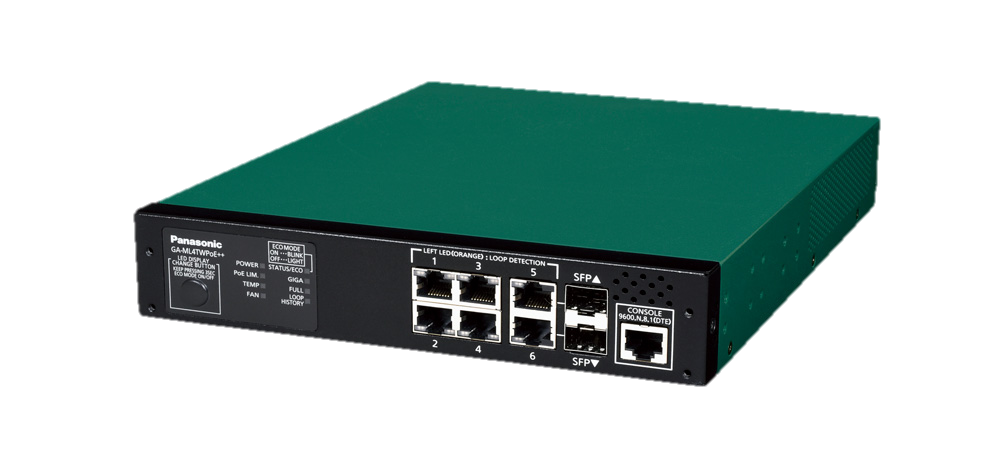 Panasonic
GA-ML4TWPoE++
LED DISPLAY
CHANGE BUTTON
KEEP PRESSING 3SEC
ECO MODE ON/OFF
ECO MODE
ON ···BLINK
OFF···LIGHT
POWER
STATUS/ECO
PoE LIM.
GIGA
TEMP
FULL
FAN
LOOP
HISTORY
LEFT LED(ORANGE) : LOOP DETECTION
1 3 5
2 4 6
SFP▲
SFP▼
CONSOLE
9600,N,8,1(DTE)